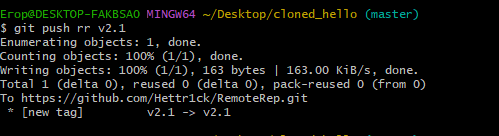 Erop@DESKTOP-FAKBSAO MINGW64 ~/Desktop/cloned_hello (master)
$ git push rr v2.1
Enumerating objects: 1, done.
Counting objects: 100% (1/1), done.
Writing objects: 100% (1/1), 163 bytes | 163.00 KiB/s, done.
Total 1 (delta 0), reused 0 (delta 0), pack-reused 0 (from 0)
To https://github.com/Hettr1ck/RemoteRep.git
 * [new tag]         v2.1 -> v2.1